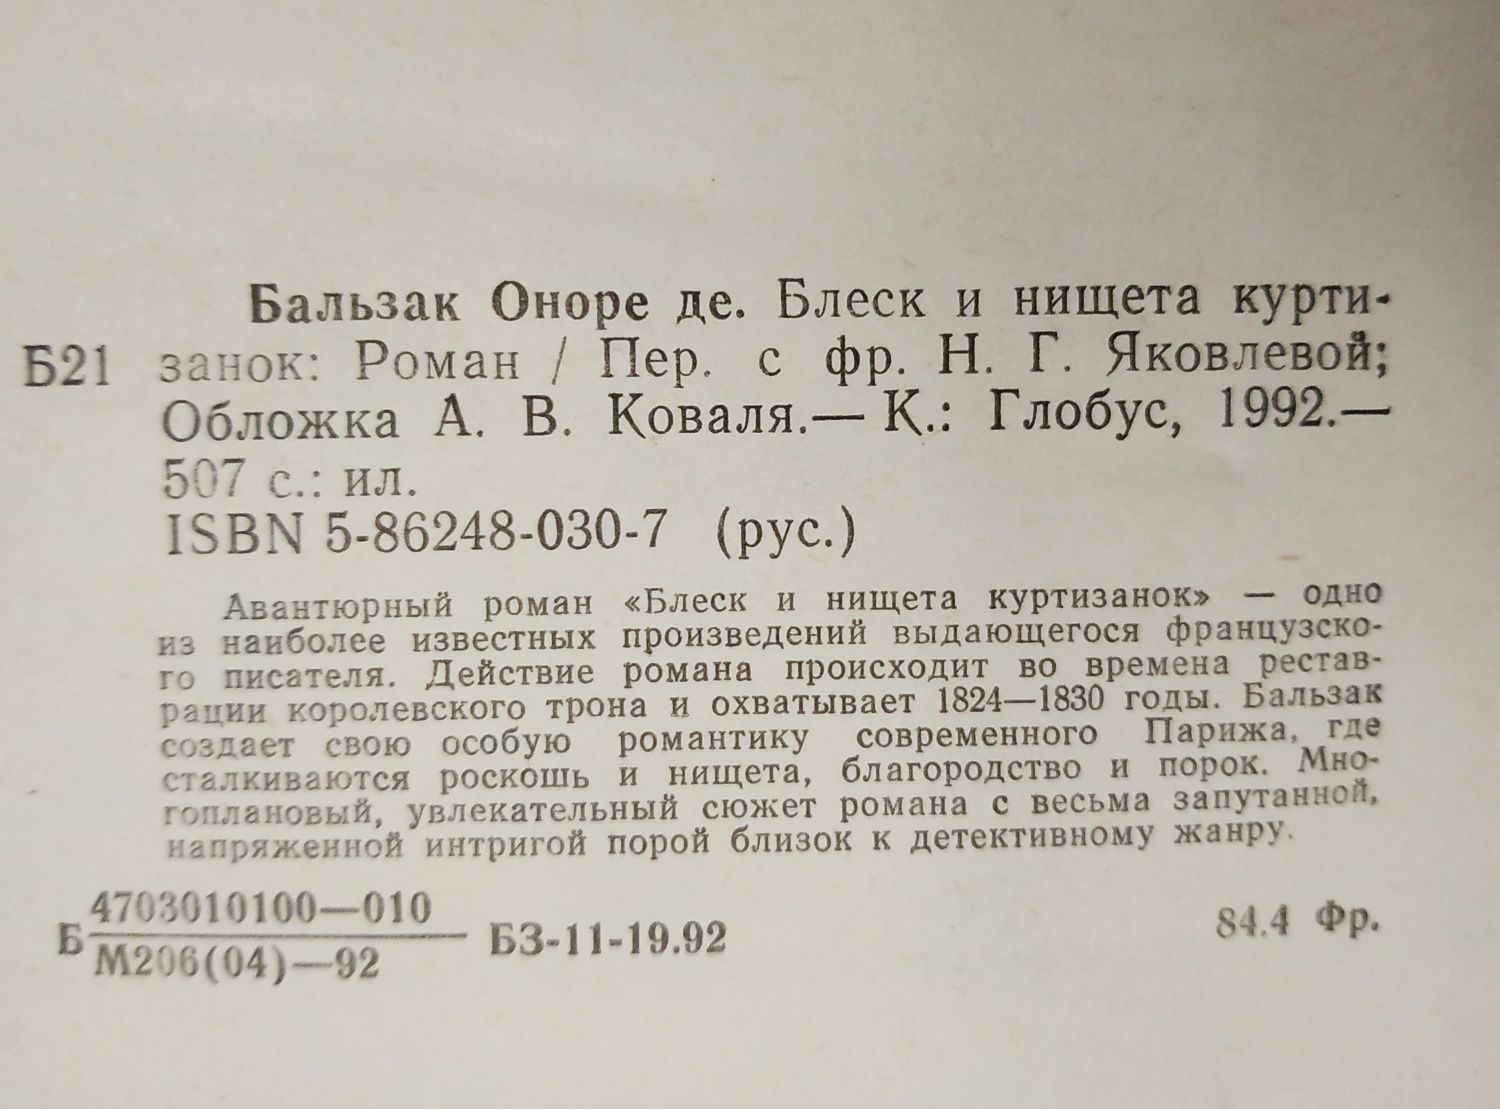 Бальзак Оноре де. Блеск и нищета курти-
Б21 занок: Роман / Пер. с фр. Н. Г. Яковлевой;
Обложка А. В. Коваля.— К.: Глобус, 1992.—
507 с.: ил.
ISBN 5-86248-030-7 (рус.)
Авантюрный роман «Блеск и нищета куртизанок» — одно
из наиболее известных произведений выдающегося французско-
го писателя. Действие романа происходит во времена рестав-
рации королевского трона и охватывает 1824—1830 годы. Бальзак
создает свою особую романтику современного Парижа, где
сталкиваются роскошь и нищета, благородство и порок. Мно-
гоплановый, увлекательный сюжет романа с весьма запутанной,
напряженной интригой порой близок к детективному жанру.
4703010100—010
Б БЗ-11-19.92 84.4 Фр.
М206(04)—92